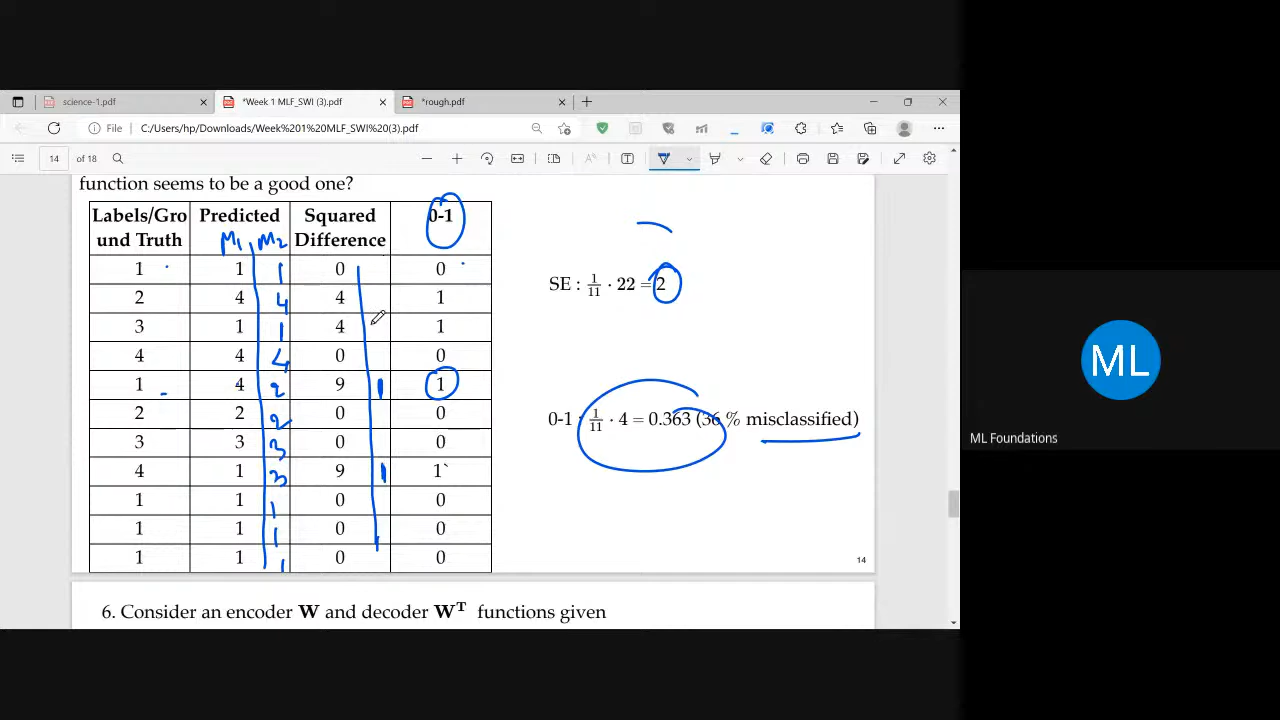 science-1.pdf
*Week 1 MLF_SWI (3).pdf
*rough.pdf
File
C:/Users/hp/Downloads/Week%201%20MLF_SWI%20(3).pdf
14 of 18
function seems to be a good one?
Labels/Gro Predicted Squared 0-1
und Truth M1 M2 Difference
1 1 1 0 0
2 4 4 4 1
3 1 1 4 1
4 4 4 0 0
1 4 2 9 1 1
2 2 2 0 0
3 3 3 0 0
4 1 3 9 1 1
1 1 1 0 0
1 1 1 0 0
1 1 1 0 0
SE : 1/11 · 22 = 2
0-1 : 1/11 · 4 = 0.363 (36 % misclassified)
14
6. Consider an encoder W and decoder W^T functions given
ML
ML Foundations